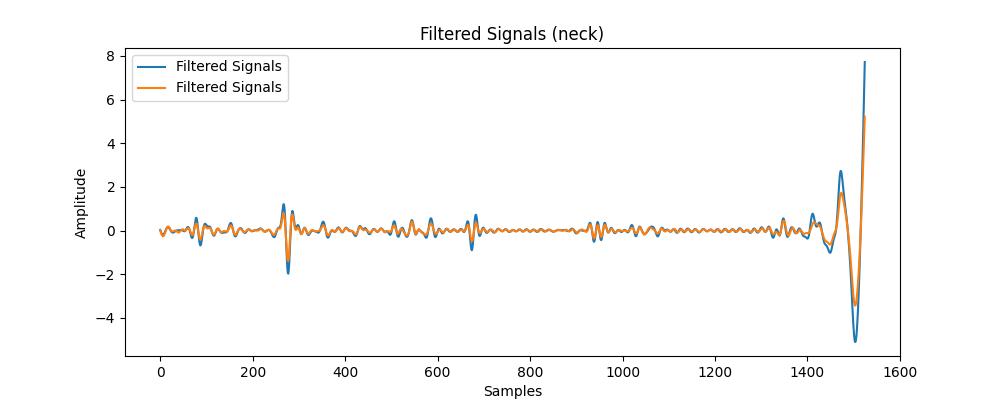 Filtered Signals (neck)
Filtered Signals
Filtered Signals
Amplitude
8
6
4
2
0
−2
−4
0 200 400 600 800 1000 1200 1400 1600
Samples